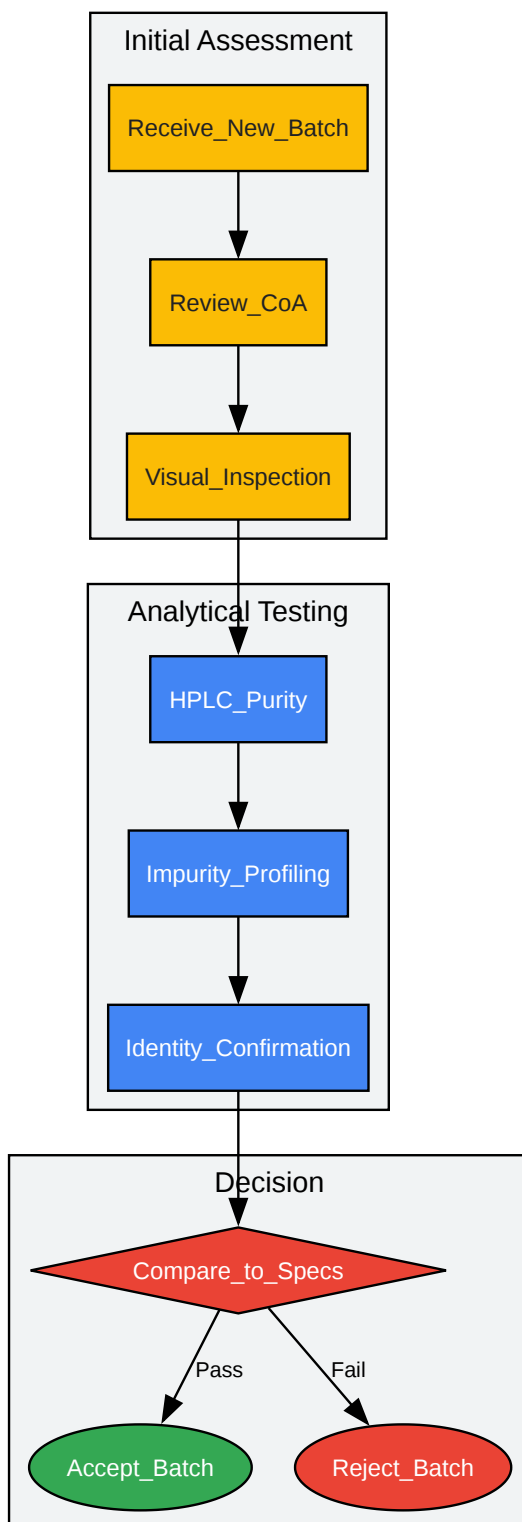 Initial Assessment
Receive_New_Batch
Review_CoA
Visual_Inspection
Analytical Testing
HPLC_Purity
Impurity_Profiling
Identity_Confirmation
Decision
Compare_to_Specs
Pass
Fail
Accept_Batch
Reject_Batch